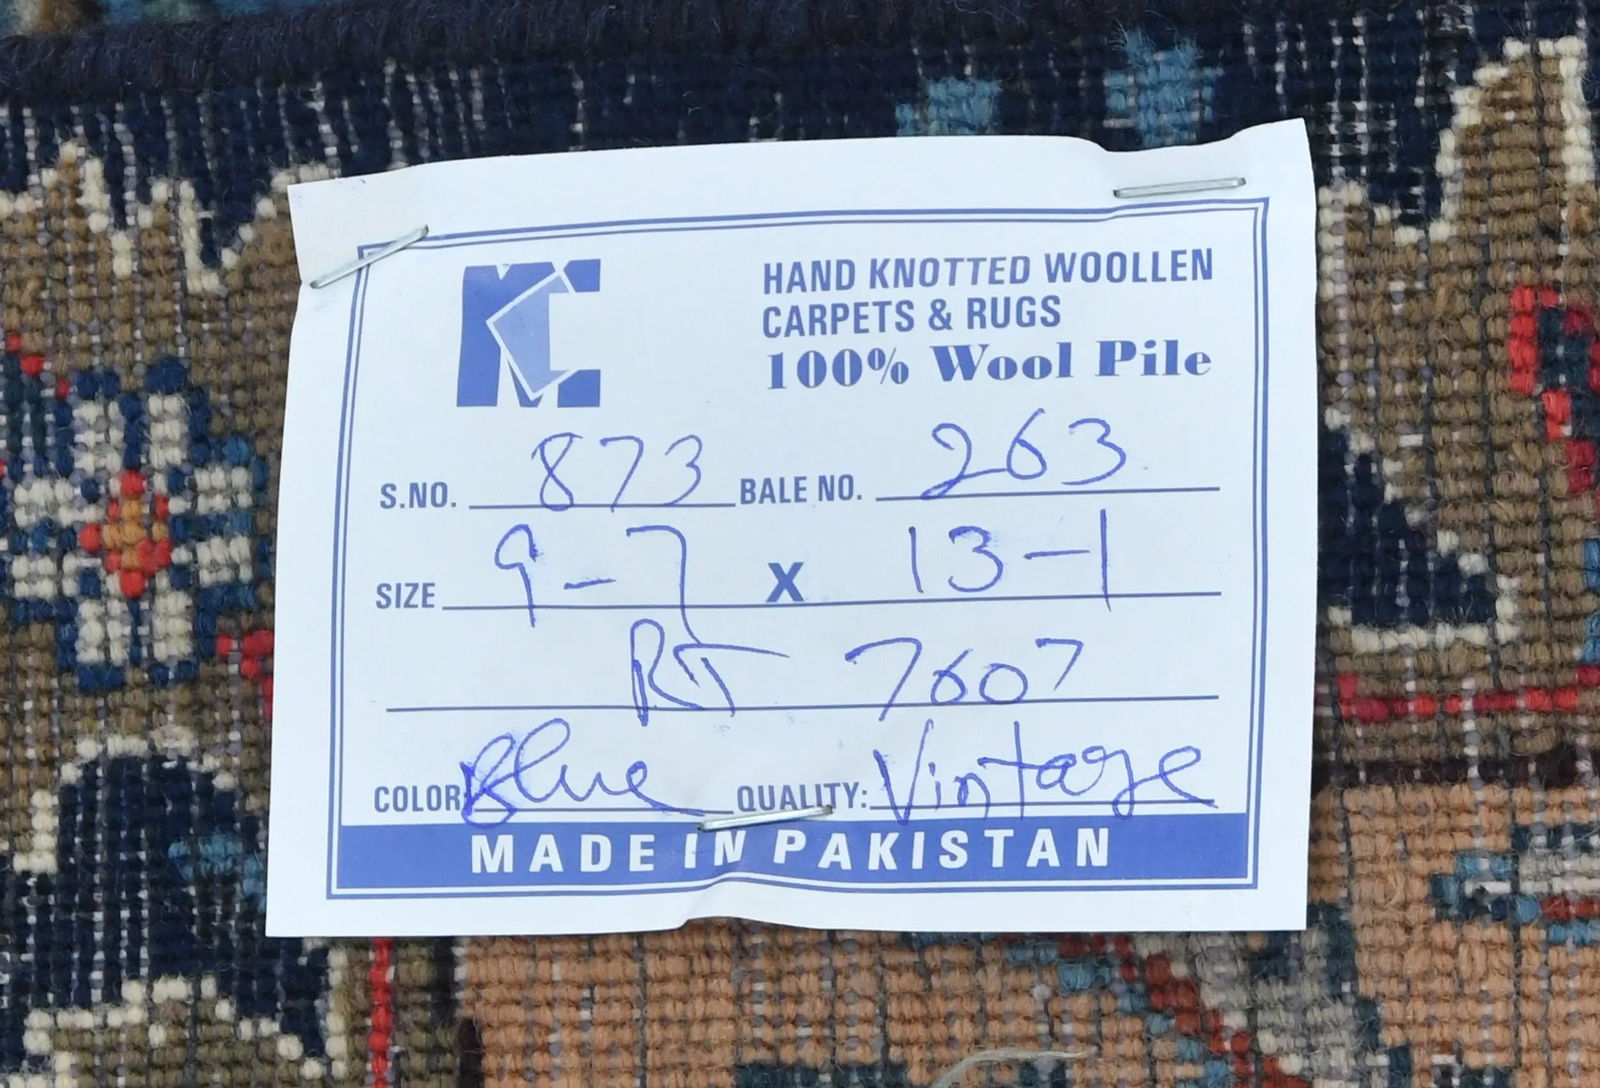 KC
HAND KNOTTED WOOLLEN
CARPETS & RUGS
100% Wool Pile
S.NO. 873 BALE NO. 263
SIZE 9-7 X 13-1
RT 7607
COLOR: Blue QUALITY: Vintage
MADE IN PAKISTAN